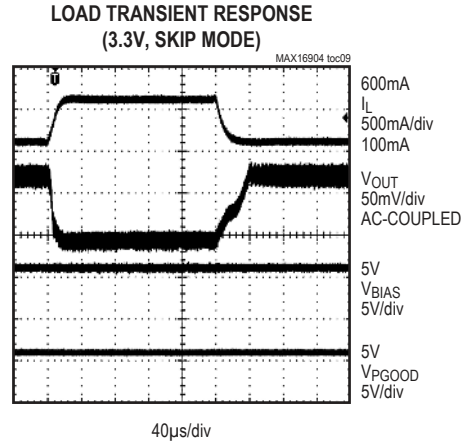 LOAD TRANSIENT RESPONSE
(3.3V, SKIP MODE)
MAX16904 toc09
T
600mA
IL
500mA/div
100mA
VOUT
50mV/div
AC-COUPLED
5V
VBIAS
5V/div
5V
VPGOOD
5V/div
40µs/div